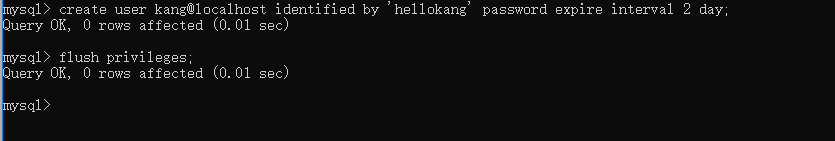 mysql> create user kang@localhost identified by 'hellokang' password expire interval 2 day;
Query OK, 0 rows affected (0.01 sec)
mysql> flush privileges;
Query OK, 0 rows affected (0.01 sec)
mysql>